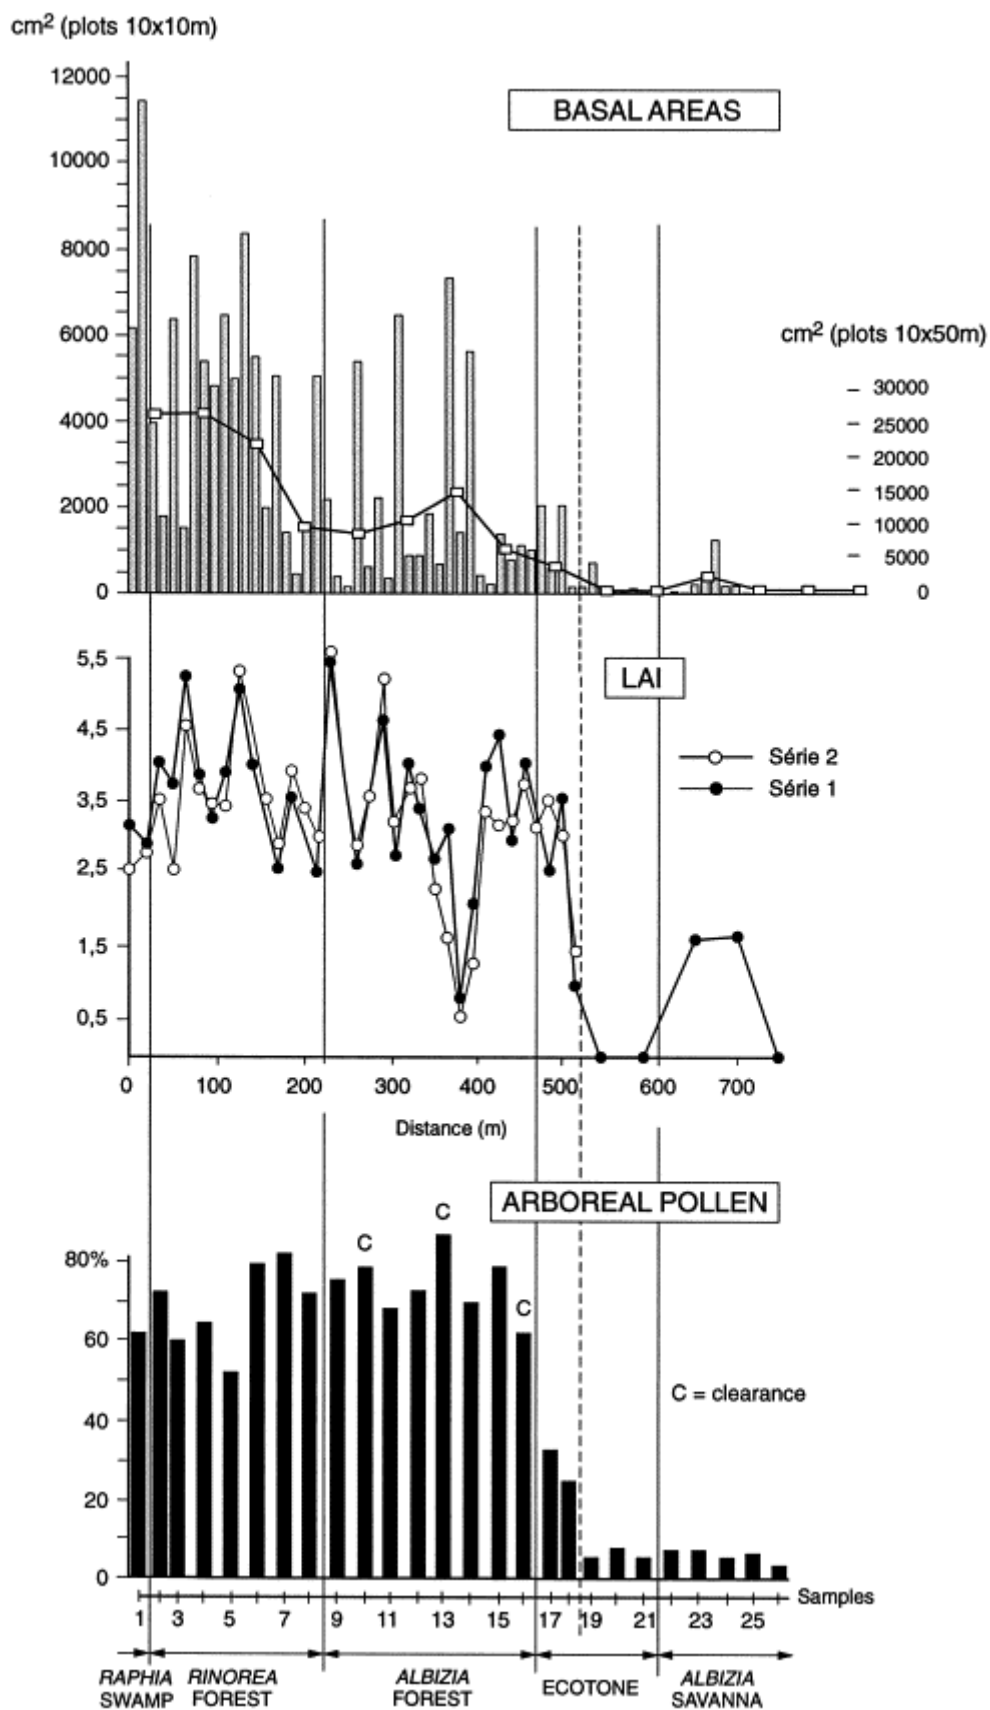 cm² (plots 10x10m)
BASAL AREAS
12000
10000
8000
6000
4000
2000
0
cm² (plots 10x50m)
30000
25000
20000
15000
10000
5000
0
LAI
5,5
4,5
3,5
2,5
1,5
0,5
Série 2
Série 1
0 100 200 300 400 500 600 700
Distance (m)
ARBOREAL POLLEN
C
C
C
80%
60
40
20
0
C = clearance
Samples
1 3 5 7 9 11 13 15 17 19 21 23 25
RAPHIA SWAMP
RINOREA FOREST
ALBIZIA FOREST
ECOTONE
ALBIZIA SAVANNA